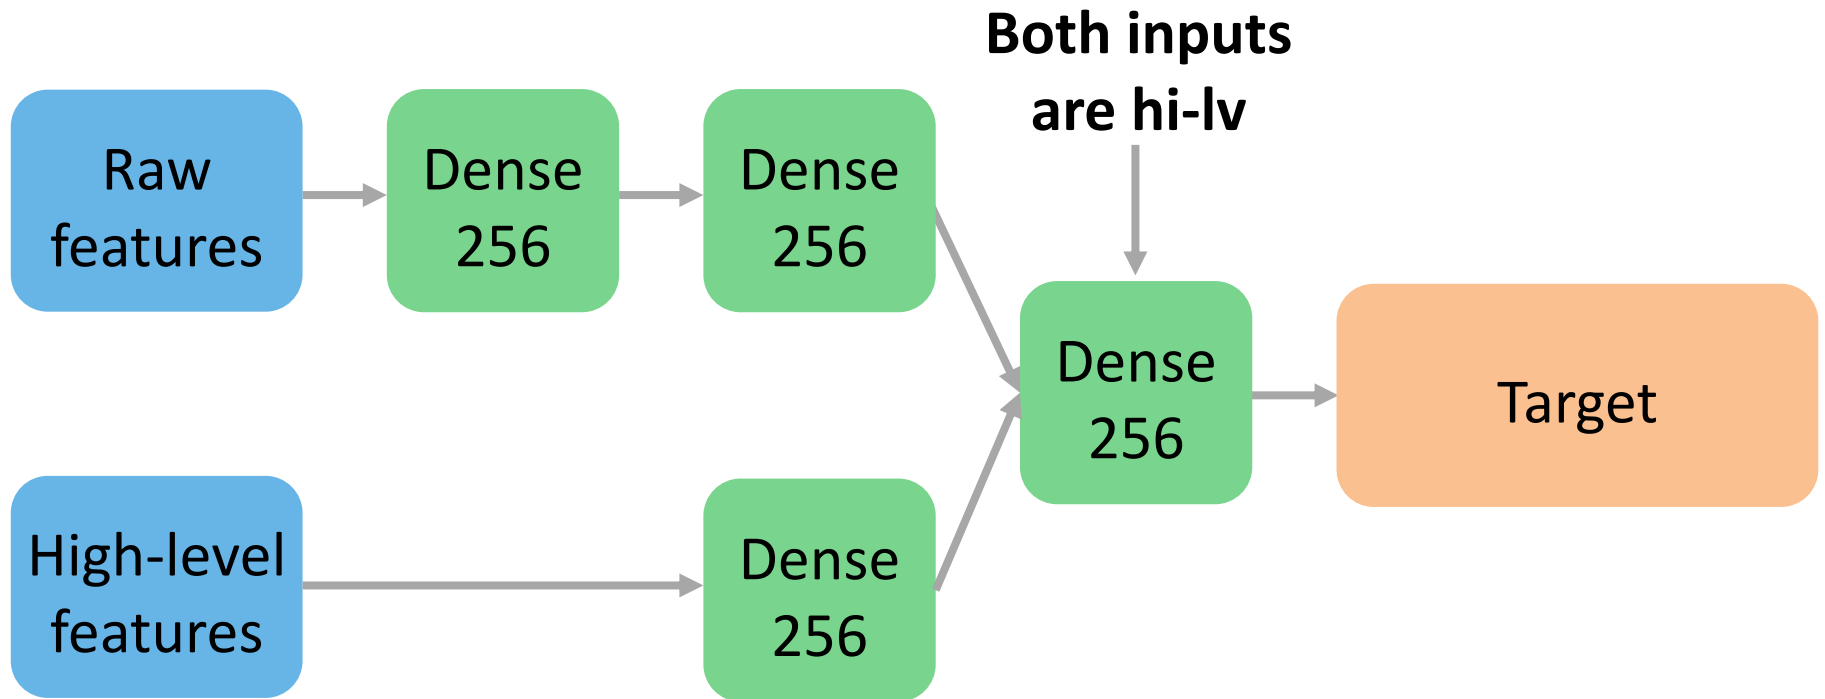 Both inputs
are hi-lv
Raw
features
Dense
256
Dense
256
Dense
256
Target
High-level
features
Dense
256